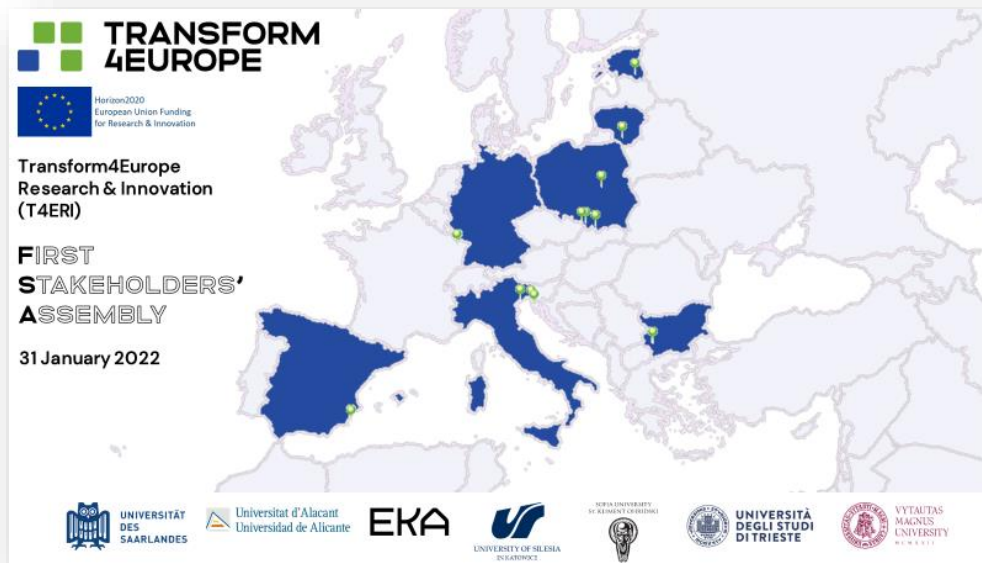 TRANSFORM
4EUROPE
Horizon2020
European Union Funding
for Research & Innovation
Transform4Europe
Research & Innovation
(T4ERI)
FIRST
STAKEHOLDERS'
ASSEMBLY
31 January 2022
UNIVERSITÄT
DES
SAARLANDES
Universitat d'Alacant
Universidad de Alicante
EKA
UNIVERSITY OF SILESIA
IN KATOWICE
SOFIA UNIVERSITY
ST. KLIMENT OHRIDSKI
UNIVERSITÀ
DEGLI STUDI
DI TRIESTE
VYTAUTAS
MAGNUS
UNIVERSITY
MCMXXII